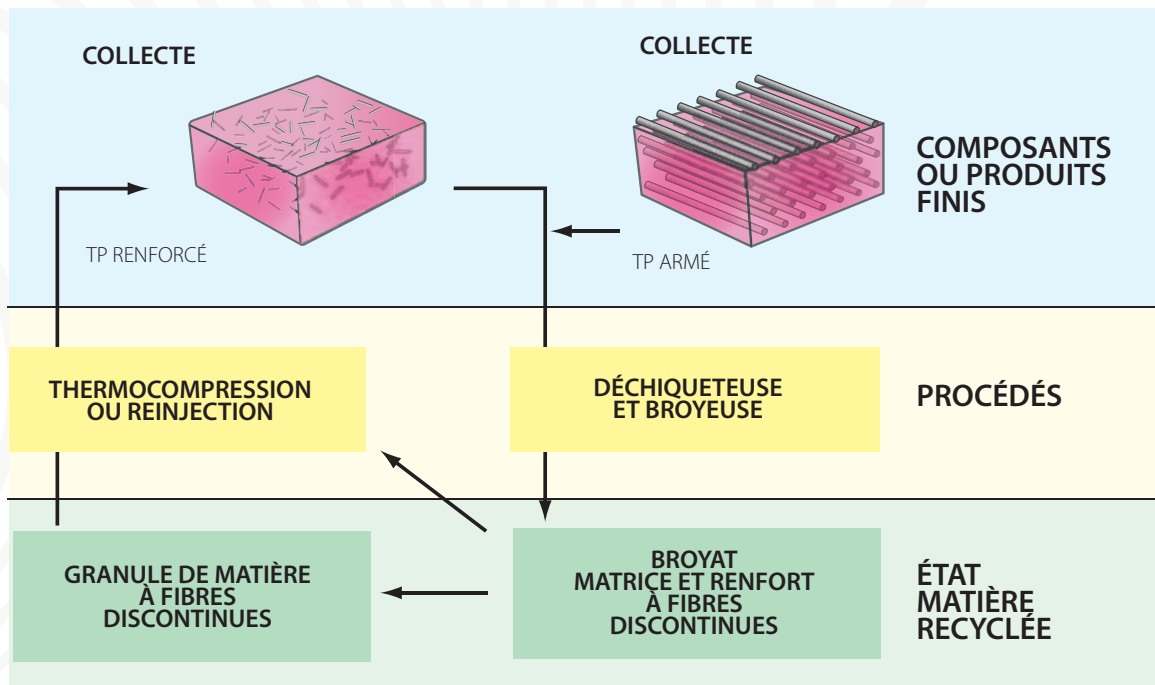 COLLECTE
COLLECTE
TP RENFORCÉ
TP ARMÉ
COMPOSANTS
OU PRODUITS
FINIS
THERMOCOMPRESSION
OU REINJECTION
DÉCHIQUETEUSE
ET BROYEUSE
PROCÉDÉS
GRANULE DE MATIÈRE
À FIBRES
DISCONTINUES
BROYAT
MATRICE ET RENFORT
À FIBRES
DISCONTINUES
ÉTAT
MATIÈRE
RECYCLÉE